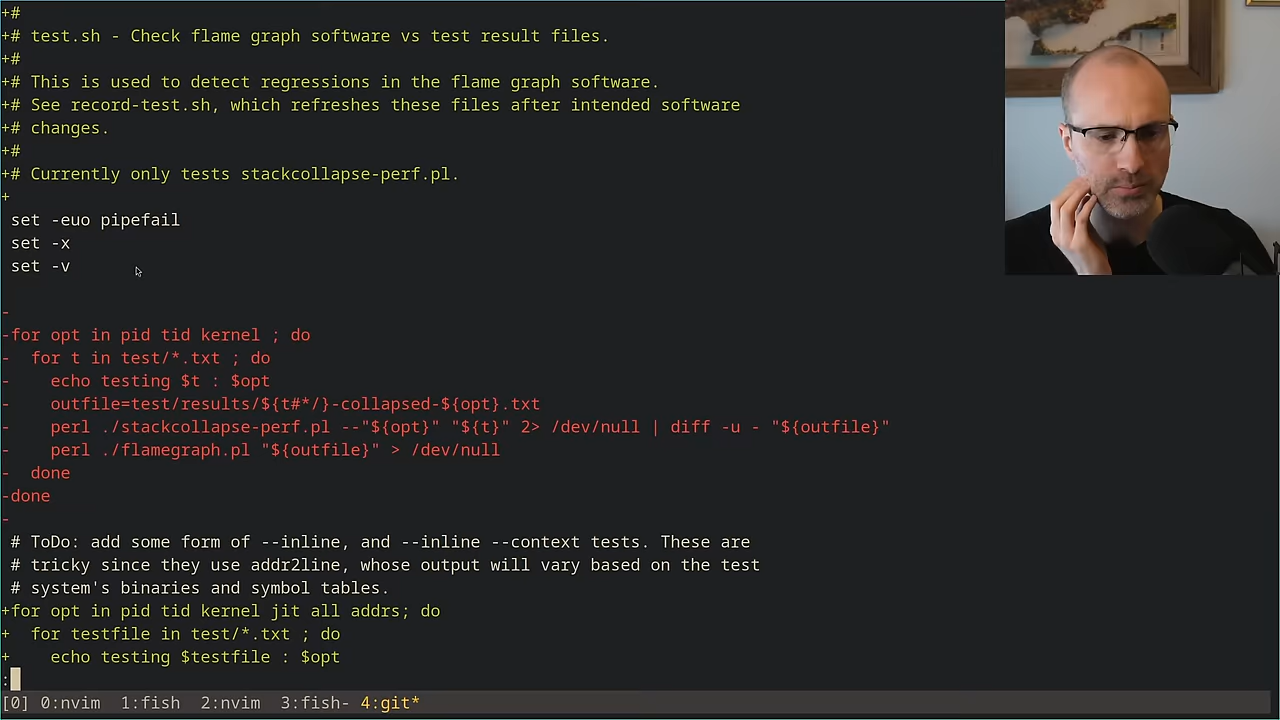 +#
+# test.sh - Check flame graph software vs test result files.
+#
+# This is used to detect regressions in the flame graph software.
+# See record-test.sh, which refreshes these files after intended software
+# changes.
+#
+# Currently only tests stackcollapse-perf.pl.
+
 set -euo pipefail
 set -x
 set -v

-
-for opt in pid tid kernel ; do
-  for t in test/*.txt ; do
-    echo testing $t : $opt
-    outfile=test/results/${t#*/}-collapsed-${opt}.txt
-    perl ./stackcollapse-perf.pl --"${opt}" "${t}" 2> /dev/null | diff -u - "${outfile}"
-    perl ./flamegraph.pl "${outfile}" > /dev/null
-  done
-done
-
 # ToDo: add some form of --inline, and --inline --context tests. These are
 # tricky since they use addr2line, whose output will vary based on the test
 # system's binaries and symbol tables.
+for opt in pid tid kernel jit all addrs; do
+  for testfile in test/*.txt ; do
+    echo testing $testfile : $opt
:
[0] 0:nvim  1:fish  2:nvim  3:fish- 4:git*